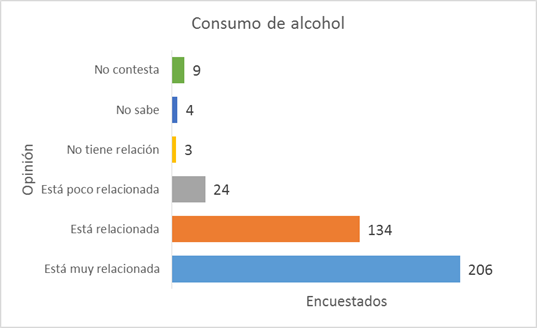 Consumo de alcohol
Opinión
No contesta 9
No sabe 4
No tiene relación 3
Está poco relacionada 24
Está relacionada 134
Está muy relacionada 206
Encuestados